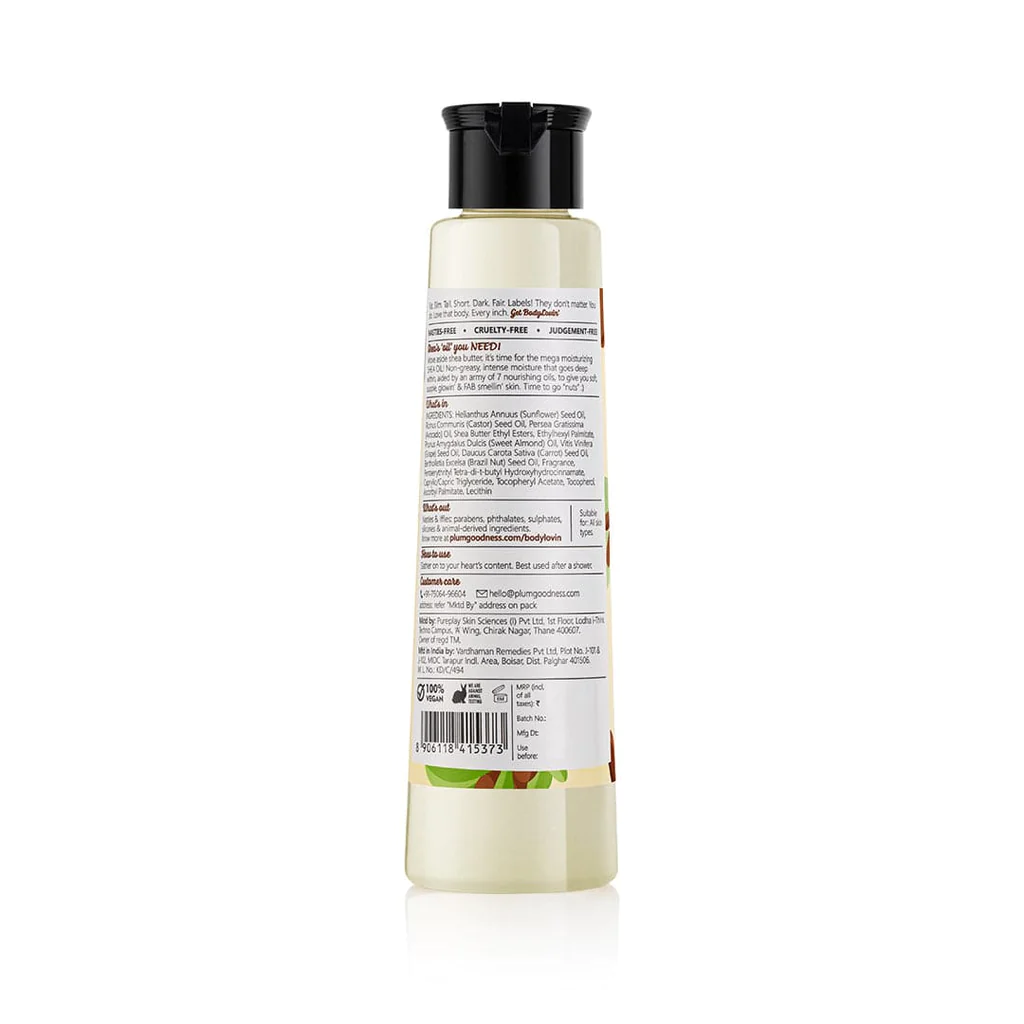 Slim. Tall. Short. Dark. Fair. Labels! They don't matter. You
do. Love that body. Every inch. Get BodyLovin'
NASTIES-FREE • CRUELTY-FREE • JUDGEMENT-FREE
Shea's 'oil' you NEED!
Move aside shea butter, it's time for the mega moisturizing
SHEA OIL! Non-greasy, intense moisture that goes deep
within, aided by an army of 7 nourishing oils, to give you soft,
supple, glowin' & FAB smellin' skin. Time to go "nuts" :)
What's in
INGREDIENTS: Helianthus Annuus (Sunflower) Seed Oil,
Ricinus Communis (Castor) Seed Oil, Persea Gratissima
(Avocado) Oil, Shea Butter Ethyl Esters, Ethylhexyl Palmitate,
Prunus Amygdalus Dulcis (Sweet Almond) Oil, Vitis Vinifera
(Grape) Seed Oil, Daucus Carota Sativa (Carrot) Seed Oil,
Bertholletia Excelsa (Brazil Nut) Seed Oil, Fragrance,
Pentaerythrityl Tetra-di-t-butyl Hydroxyhydrocinnamate,
Caprylic/Capric Triglyceride, Tocopheryl Acetate, Tocopherol,
Ascorbyl Palmitate, Lecithin
What's out
Nasties & iffies: parabens, phthalates, sulphates,
silicones & animal-derived ingredients.
Know more at plumgoodness.com/bodylovin
Suitable
for: All skin
types
How to use
Slather on to your heart's content. Best used after a shower.
Customer care
+91-75064-96604 hello@plumgoodness.com
address: refer "Mktd By" address on pack
Mktd by: Pureplay Skin Sciences (I) Pvt Ltd, 1st Floor, Lodha i-Think
Techno Campus, 'A' Wing, Chirak Nagar, Thane 400607.
Owner of regd TM.
Mfd in India by: Vardhaman Remedies Pvt Ltd, Plot No. J-101 &
J-102, MIDC Tarapur Indl. Area, Boisar, Dist. Palghar 401506.
M. L No.: KD/C/494
100%
VEGAN
WE ARE
AGAINST
ANIMAL
TESTING
MRP (incl.
of all
taxes): ₹
Batch No.:
Mfg Dt:
Use
before:
8 906118 415373